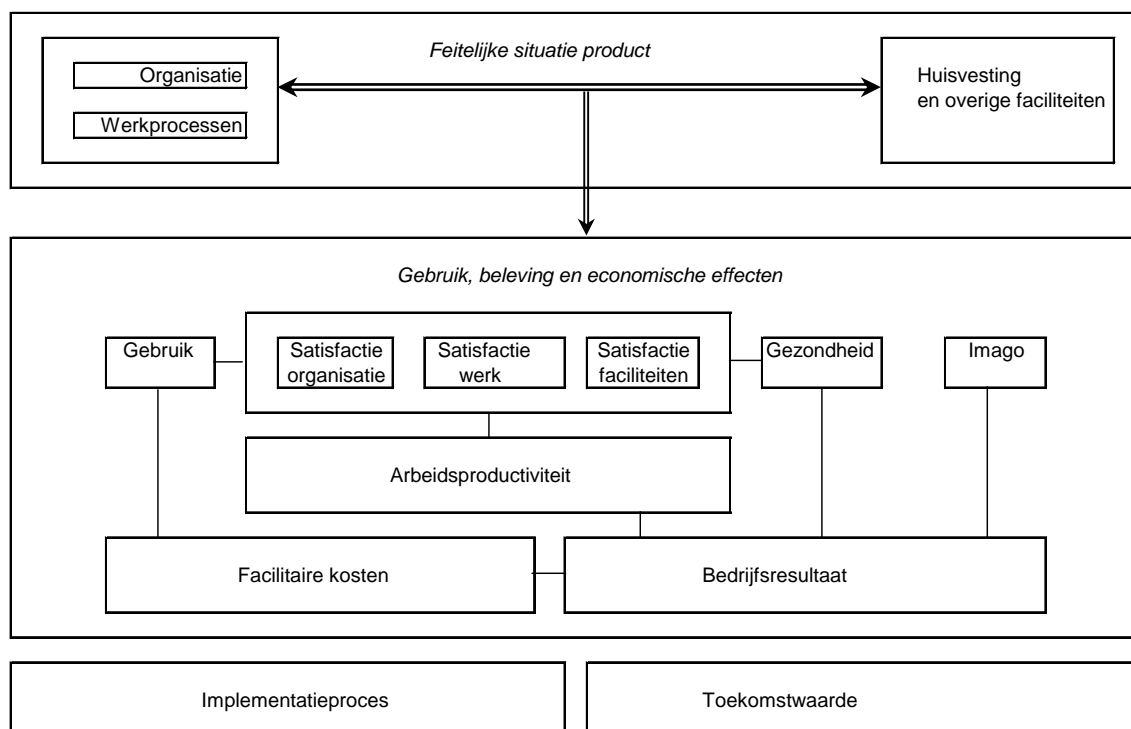 Feitelijke situatie product
Organisatie
Werkprocessen
Huisvesting
en overige faciliteiten
Gebruik, beleving en economische effecten
Gebruik
Satisfactie
organisatie
Satisfactie
werk
Satisfactie
faciliteiten
Gezondheid
Imago
Arbeidsproductiviteit
Facilitaire kosten
Bedrijfsresultaat
Implementatieproces
Toekomstwaarde